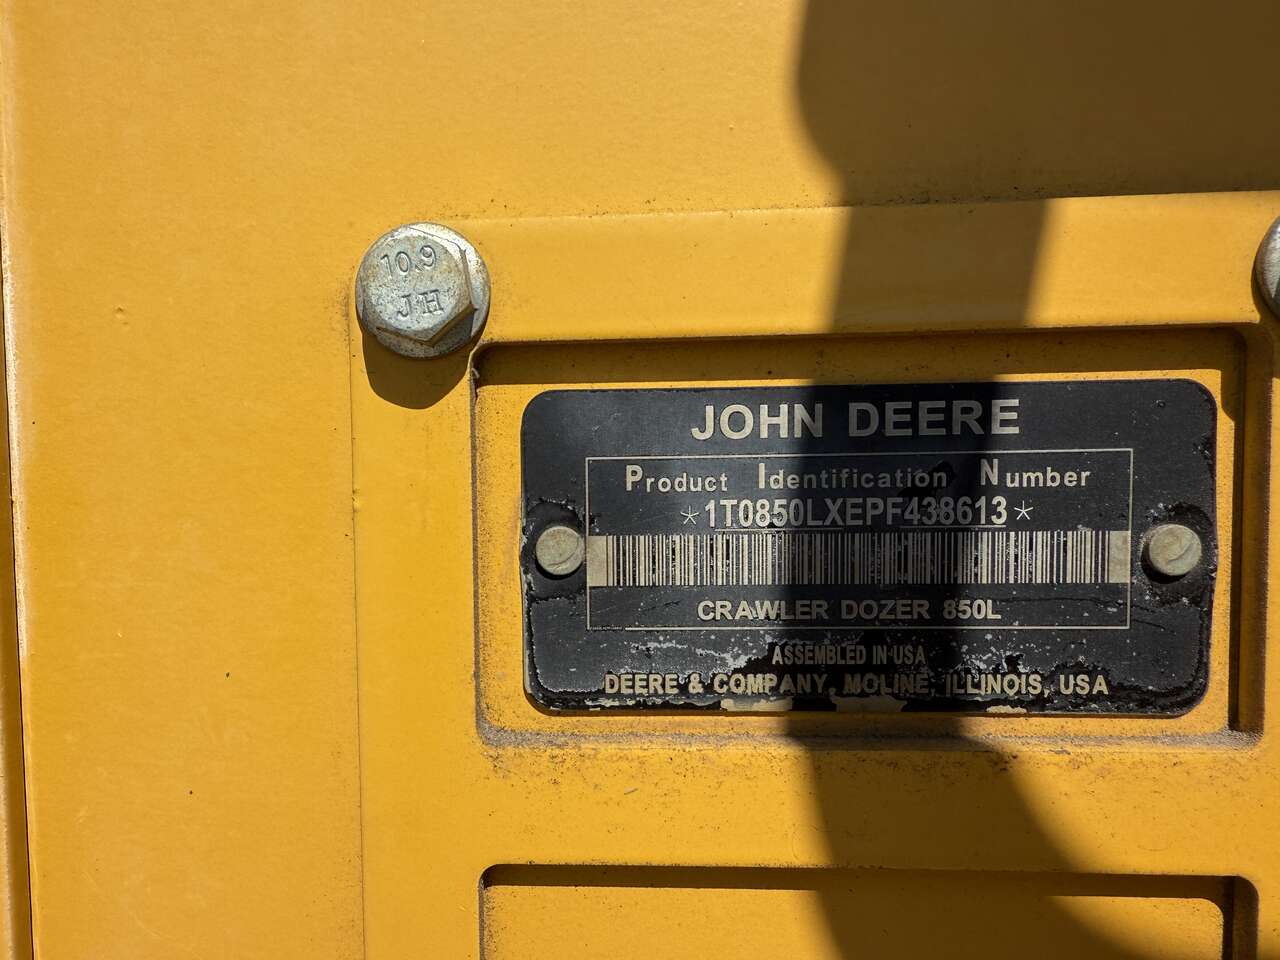 10.9
JH
JOHN DEERE
Product Identification Number
*1T0850LXEPF438613*
CRAWLER DOZER 850L
ASSEMBLED IN USA
DEERE & COMPANY, MOLINE, ILLINOIS, USA